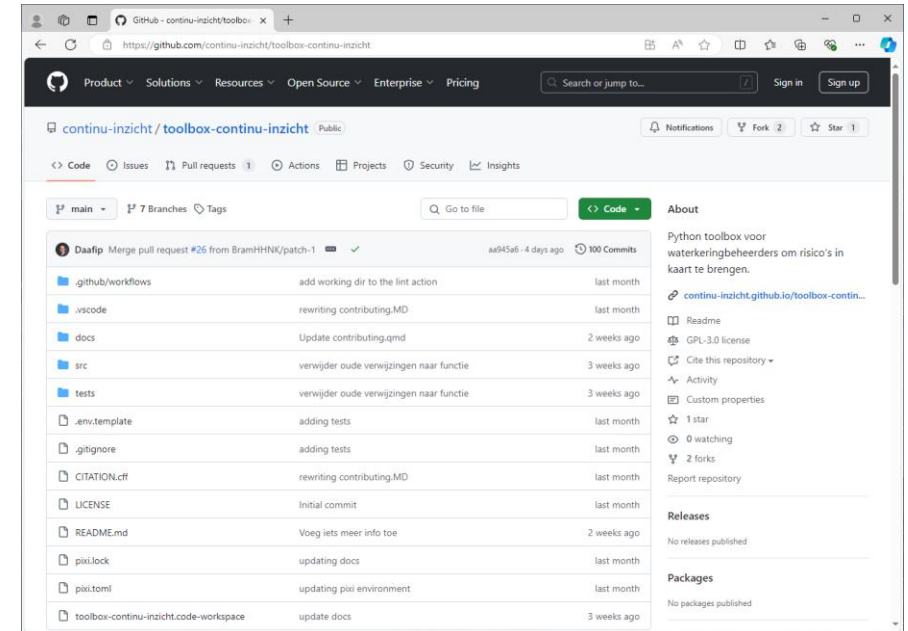 GitHub - continu-inzicht/toolbox-
https://github.com/continu-inzicht/toolbox-continu-inzicht
Product Solutions Resources Open Source Enterprise Pricing Search or jump to... / Sign in Sign up
continu-inzicht / toolbox-continu-inzicht Public Notifications Fork 2 Star 1
Code Issues Pull requests 1 Actions Projects Security Insights
main 7 Branches Tags Go to file Code
Daafip Merge pull request #26 from BramHHNK/patch-1 aa945a6 · 4 days ago 100 Commits
.github/workflows add working dir to the lint action last month
.vscode rewriting contributing.MD last month
docs Update contributing.qmd 2 weeks ago
src verwijder oude verwijzingen naar functie 3 weeks ago
tests verwijder oude verwijzingen naar functie 3 weeks ago
.env.template adding tests last month
.gitignore adding tests last month
CITATION.cff rewriting contributing.MD last month
LICENSE Initial commit last month
README.md Voeg iets meer info toe 2 weeks ago
pixi.lock updating docs last month
pixi.toml updating pixi environment last month
toolbox-continu-inzicht.code-workspace update docs 3 weeks ago
About
Python toolbox voor
waterkeringbeheerders om risico's in
kaart te brengen.
continu-inzicht.github.io/toolbox-contin...
Readme
GPL-3.0 license
Cite this repository
Activity
Custom properties
1 star
0 watching
2 forks
Report repository
Releases
No releases published
Packages
No packages published